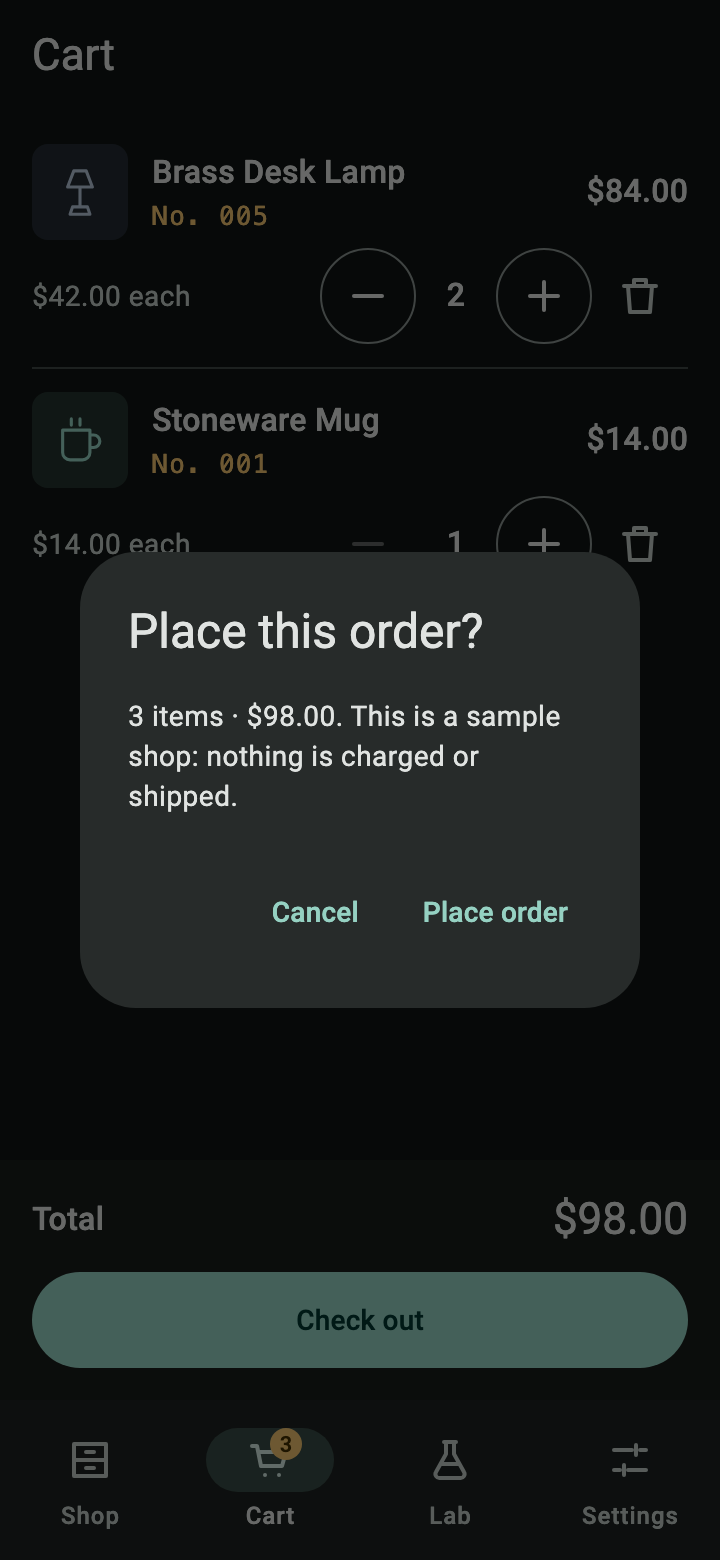 Cart
Brass Desk Lamp
No. 005
$84.00
$42.00 each
2
Stoneware Mug
No. 001
$14.00
$14.00 each
1
Place this order?
3 items · $98.00. This is a sample
shop: nothing is charged or
shipped.
Cancel
Place order
Total
$98.00
Check out
3
Shop
Cart
Lab
Settings